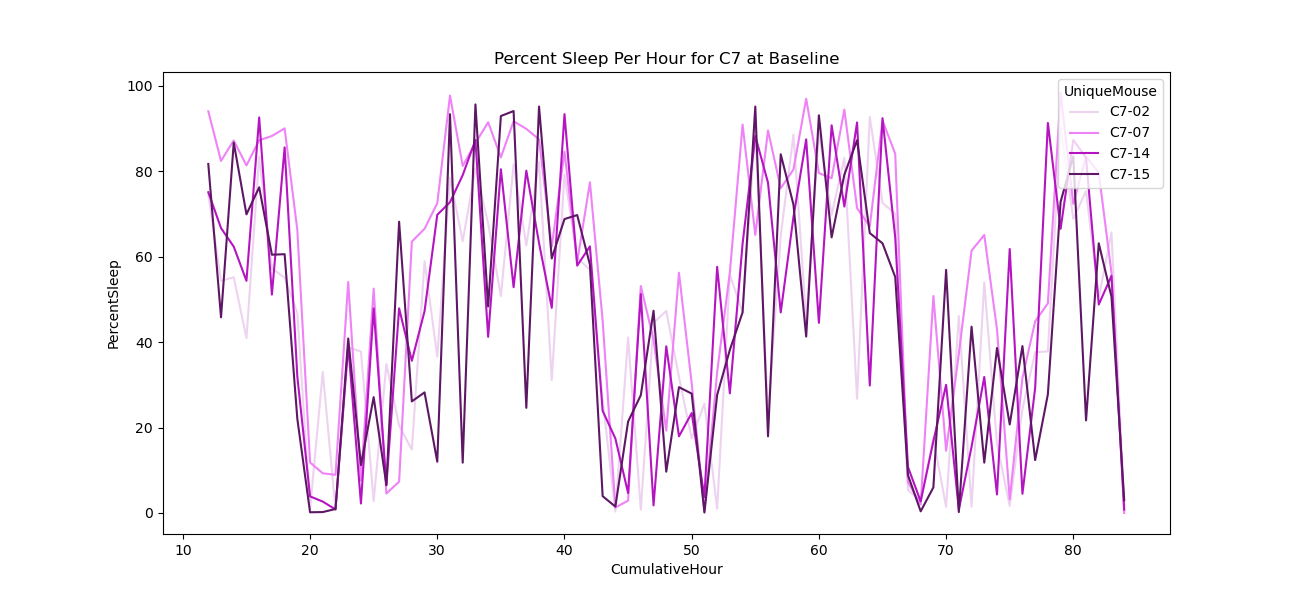 Percent Sleep Per Hour for C7 at Baseline
UniqueMouse
C7-02
C7-07
C7-14
C7-15
PercentSleep
100
80
60
40
20
0
10 20 30 40 50 60 70 80
CumulativeHour